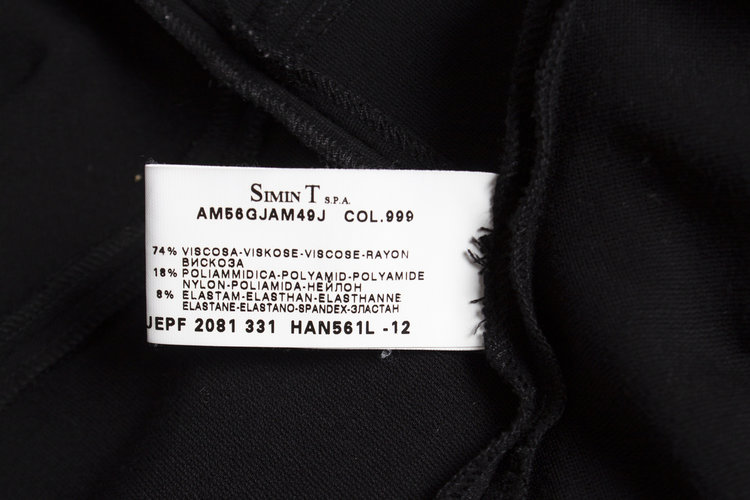 SIMIN T S.P.A.
AM56GJAM49J COL.999
74% VISCOSA-VISKOSE-VISCOSE-RAYON
ВИСКОЗА
18% POLIAMMIDICA-POLYAMID-POLYAMIDE
NYLON-POLIAMIDA-НЕЙЛОН
8% ELASTAM-ELASTHAN-ELASTHANNE
ELASTANE-ELASTANO-SPANDEX-ЭЛАСТАН
JEPF 2081 331 HAN561L -12